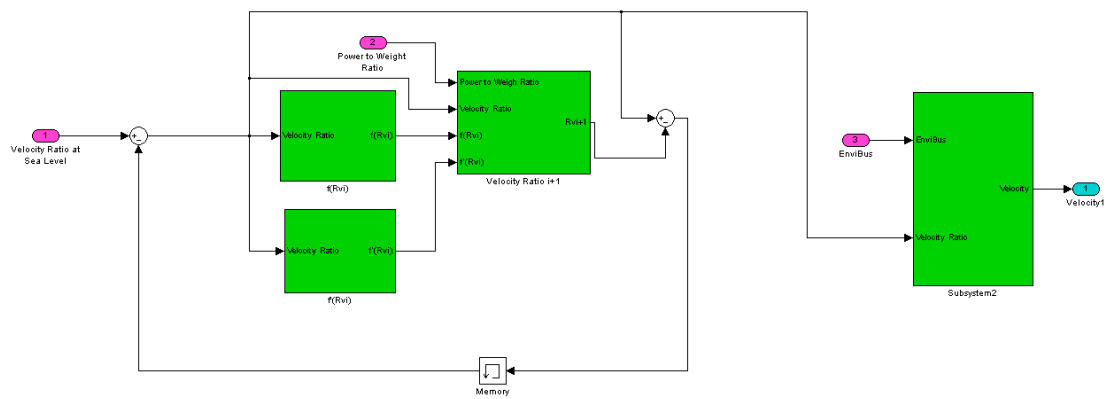 2
Power to Weight
Ratio
1
Velocity Ratio at
Sea Level
+
−
Velocity Ratio
f(Rvi)
f(Rvi)
Velocity Ratio
f'(Rvi)
f'(Rvi)
Power to Weigh Ratio
Velocity Ratio
f(Rvi)
f'(Rvi)
Rvi+1
Velocity Ratio i+1
+
−
3
EnviBus
EnviBus
Velocity Ratio
Velocity
Subsystem2
1
Velocity1
Memory